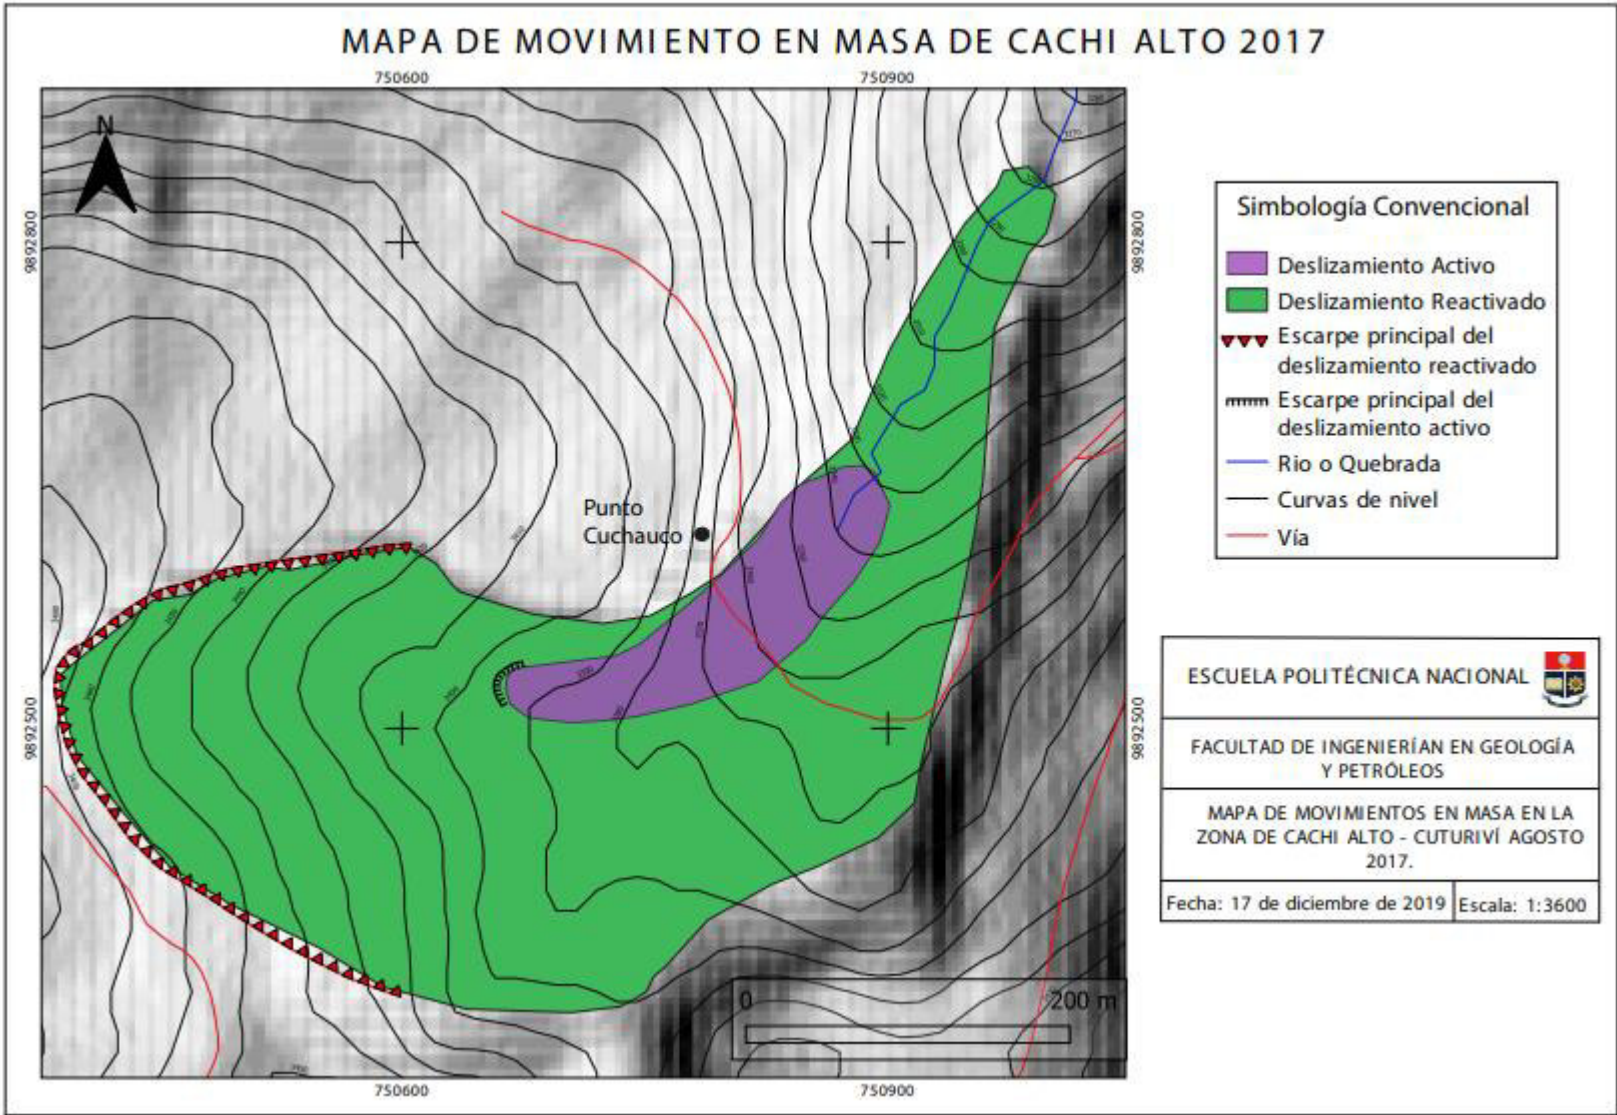 MAPA DE MOVIMIENTO EN MASA DE CACHI ALTO 2017
750600
750900
N
9892800
9892800
Punto
Cuchauco
9892500
9892500
0
200 m
750600
750900
Simbología Convencional
Deslizamiento Activo
Deslizamiento Reactivado
Escarpe principal del
deslizamiento reactivado
Escarpe principal del
deslizamiento activo
Rio o Quebrada
Curvas de nivel
Vía
ESCUELA POLITÉCNICA NACIONAL
FACULTAD DE INGENIERÍAN EN GEOLOGÍA
Y PETRÓLEOS
MAPA DE MOVIMIENTOS EN MASA EN LA
ZONA DE CACHI ALTO - CUTURIVÍ AGOSTO
2017.
Fecha: 17 de diciembre de 2019
Escala: 1:3600